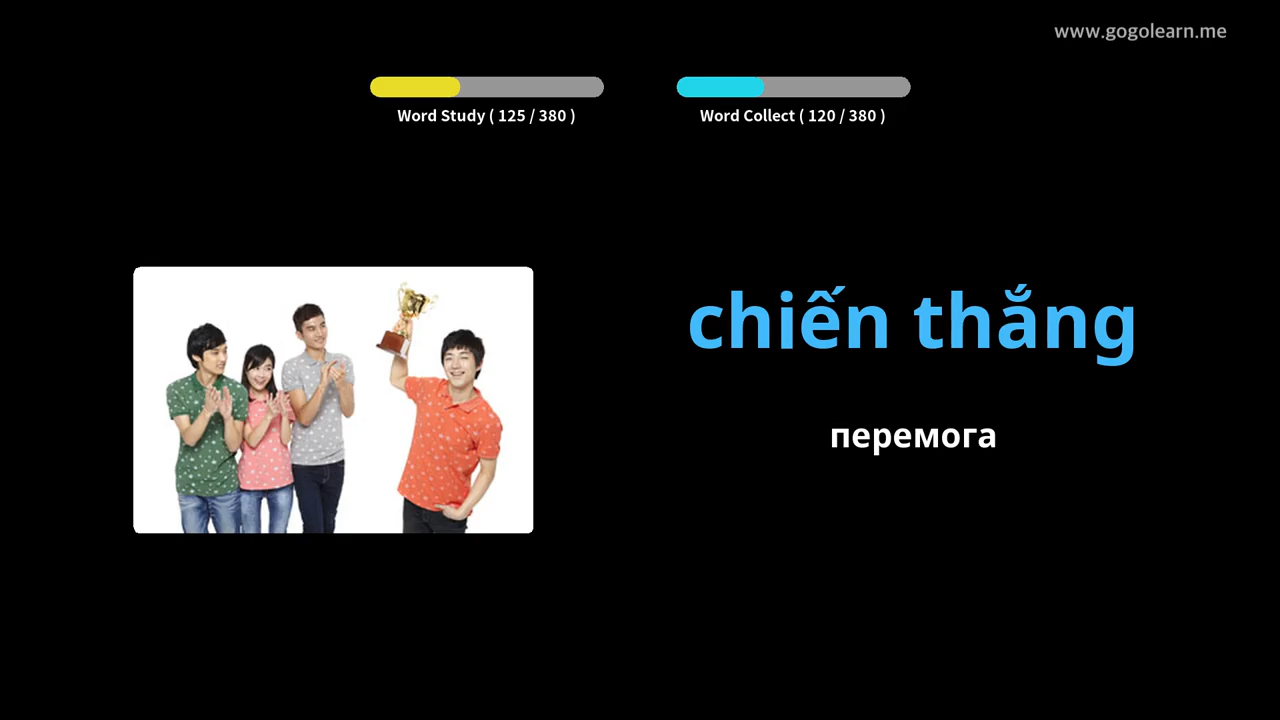 www.gogolearn.me
Word Study ( 125 / 380 )
Word Collect ( 120 / 380 )
chiến thắng
перемога